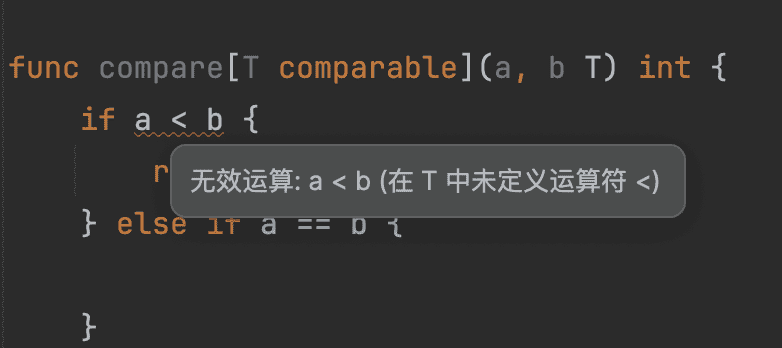 func compare[T comparable](a, b T) int {
if a < b {
r
无效运算: a < b (在 T 中未定义运算符 <)
} else if a == b {
}